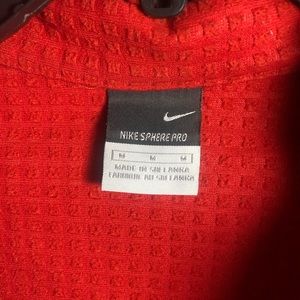 NIKE SPHERE PRO
M M M
MADE IN SRI LANKA
FABRIQUE AU SRI LANKA